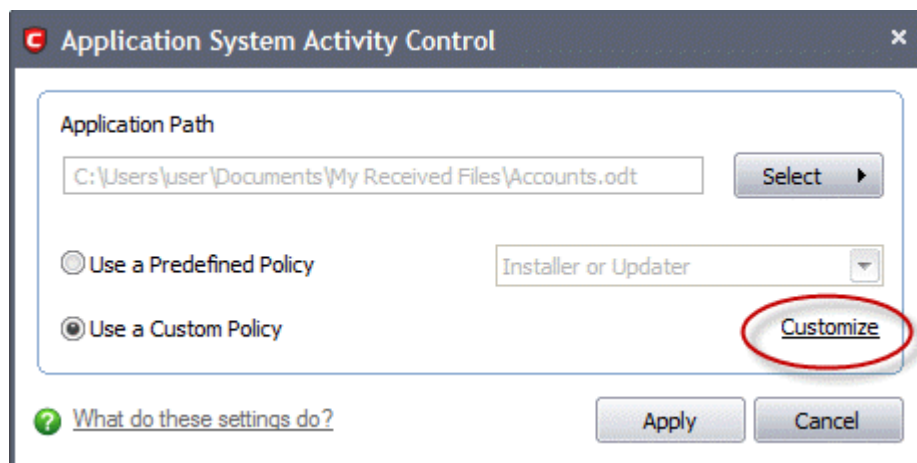 Application System Activity Control
Application Path
C:\Users\user\Documents\My Received Files\Accounts.odt
Select
Use a Predefined Policy
Installer or Updater
Use a Custom Policy
Customize
What do these settings do?
Apply
Cancel